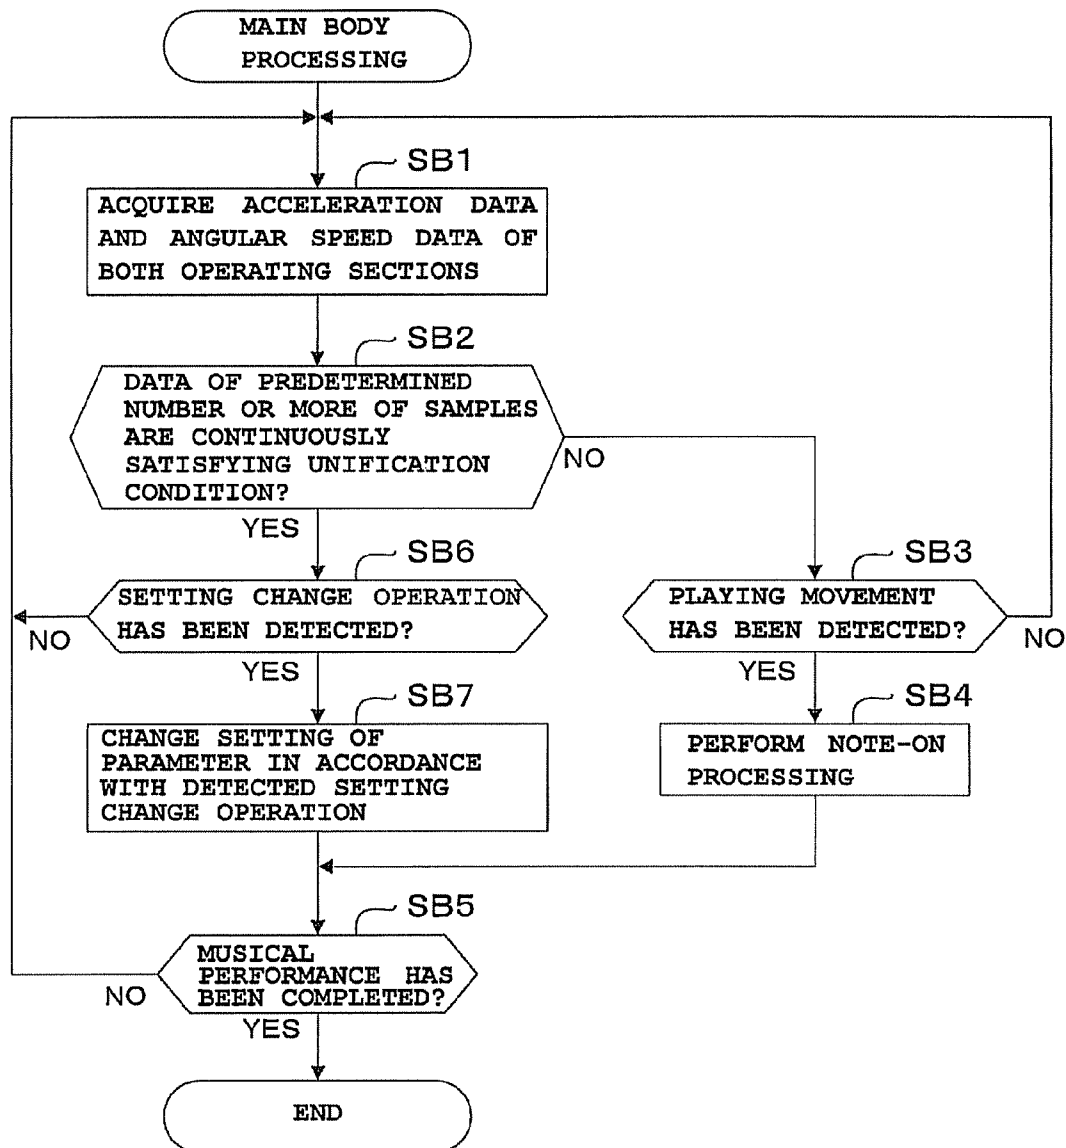 MAIN BODY
PROCESSING
SB1
ACQUIRE ACCELERATION DATA
AND ANGULAR SPEED DATA OF
BOTH OPERATING SECTIONS
SB2
DATA OF PREDETERMINED
NUMBER OR MORE OF SAMPLES
ARE CONTINUOUSLY
SATISFYING UNIFICATION
CONDITION?
NO
YES
SB6
SETTING CHANGE OPERATION
HAS BEEN DETECTED?
NO
YES
SB3
PLAYING MOVEMENT
HAS BEEN DETECTED?
NO
YES
SB7
CHANGE SETTING OF
PARAMETER IN ACCORDANCE
WITH DETECTED SETTING
CHANGE OPERATION
SB4
PERFORM NOTE-ON
PROCESSING
SB5
MUSICAL
PERFORMANCE HAS
BEEN COMPLETED?
NO
YES
END